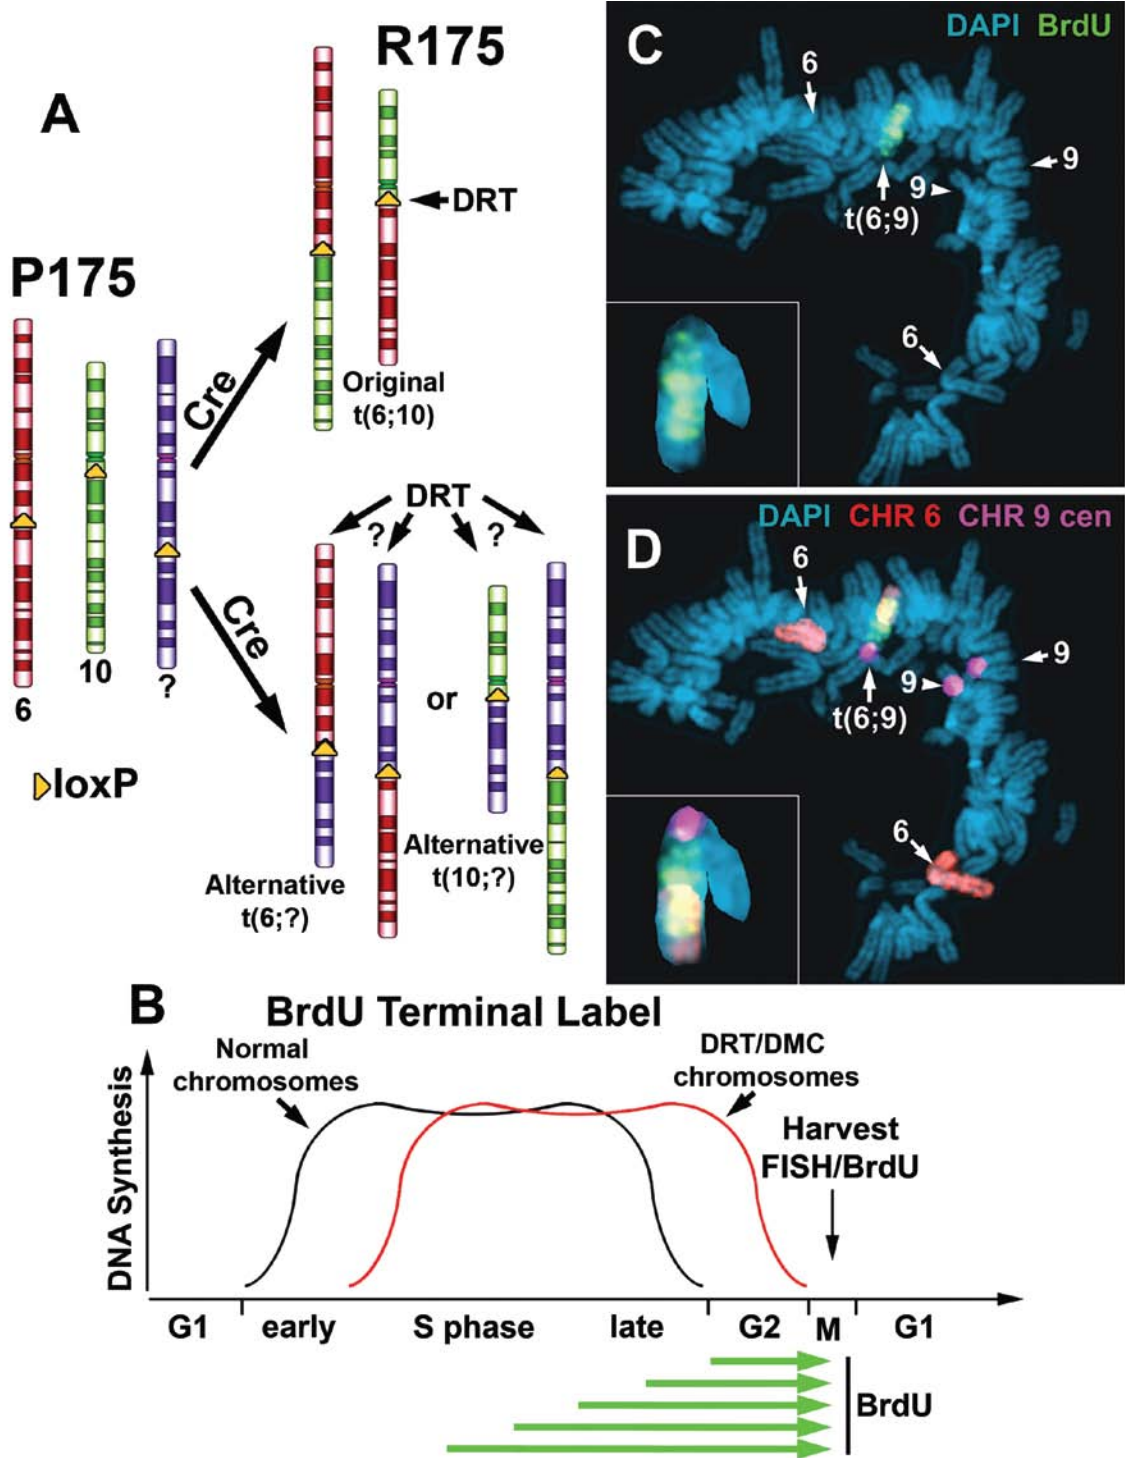 A
R175
DRT
P175
Cre
Original
t(6;10)
6
10
?
Cre
DRT
?
?
or
loxP
Alternative
t(6;?)
Alternative
t(10;?)
C
DAPI BrdU
6
9
9
t(6;9)
6
D
DAPI CHR 6 CHR 9 cen
6
9
9
t(6;9)
6
B
BrdU Terminal Label
Normal
chromosomes
DRT/DMC
chromosomes
Harvest
FISH/BrdU
DNA Synthesis
G1
early
S phase
late
G2
M
G1
BrdU